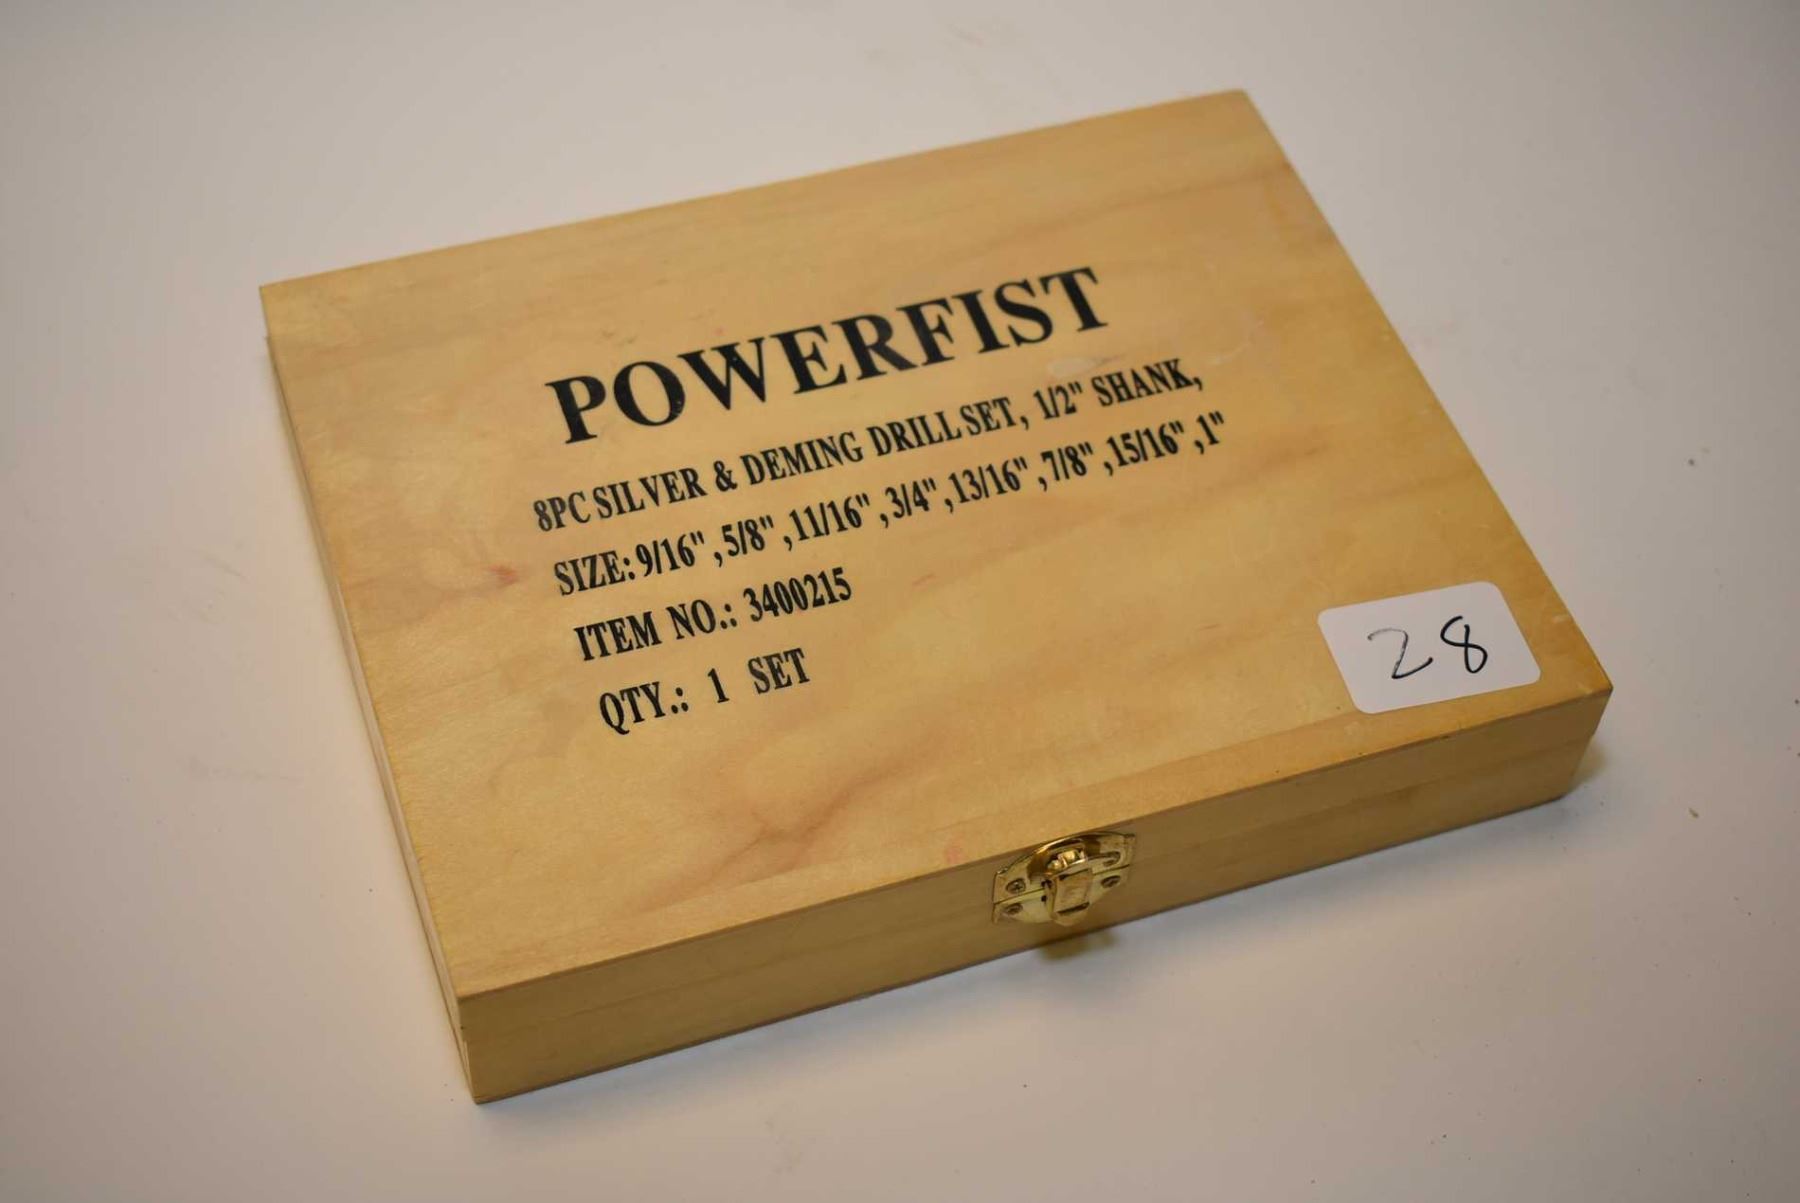 POWERFIST
8PC SILVER & DEMING DRILL SET, 1/2" SHANK,
SIZE: 9/16" ,5/8" ,11/16" ,3/4" ,13/16" ,7/8" ,15/16" ,1"
ITEM NO.: 3400215
QTY.: 1 SET
28